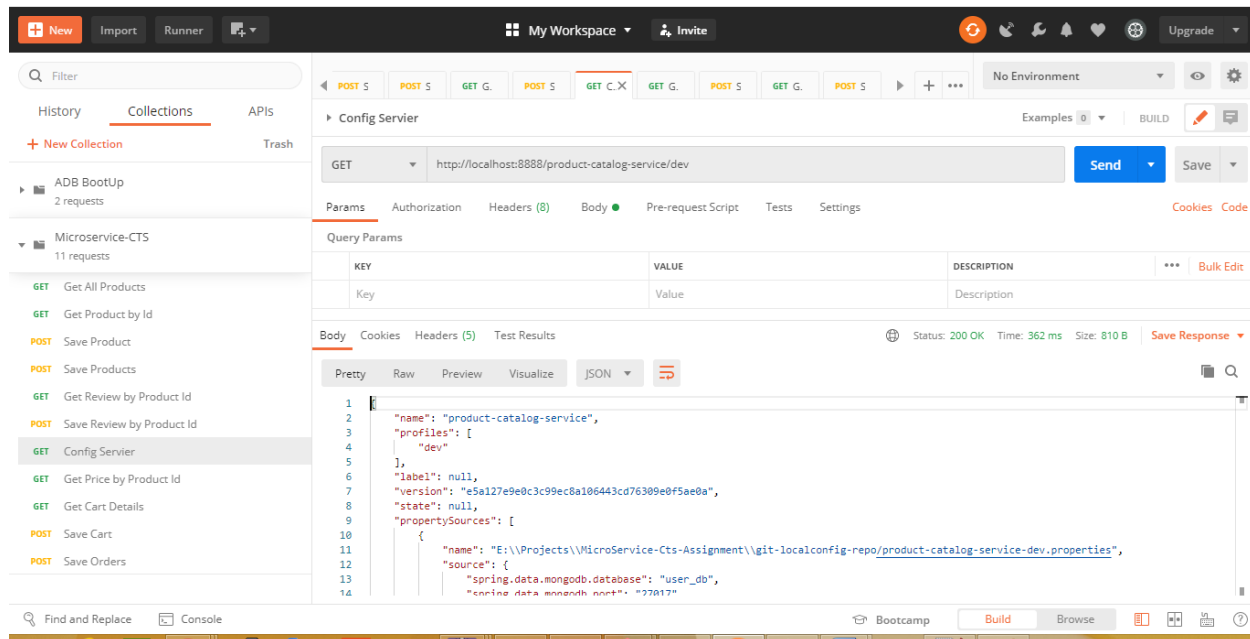 New Import Runner My Workspace Invite Upgrade
Filter
History Collections APIs
New Collection Trash
ADB BootUp
2 requests
Microservice-CTS
11 requests
GET Get All Products
GET Get Product by Id
POST Save Product
POST Save Products
GET Get Review by Product Id
POST Save Review by Product Id
GET Config Servier
GET Get Price by Product Id
GET Get Cart Details
POST Save Cart
POST Save Orders
POST S POST S GET G. POST S GET C. GET G. POST S GET G. POST S No Environment
Config Servier Examples 0 BUILD
GET http://localhost:8888/product-catalog-service/dev Send Save
Params Authorization Headers (8) Body Pre-request Script Tests Settings Cookies Code
Query Params
KEY VALUE DESCRIPTION Bulk Edit
Key Value Description
Body Cookies Headers (5) Test Results Status: 200 OK Time: 362 ms Size: 810 B Save Response
Pretty Raw Preview Visualize JSON
1 {
2 "name": "product-catalog-service",
3 "profiles": [
4 "dev"
5 ],
6 "label": null,
7 "version": "e5a127e9e0c3c99ec8a106443cd76309e0f5ae0a",
8 "state": null,
9 "propertySources": [
10 {
11 "name": "E:\\Projects\\MicroService-Cts-Assignment\\git-localconfig-repo/product-catalog-service-dev.properties",
12 "source": {
13 "spring.data.mongodb.database": "user_db",
14 "spring.data.mongodb.port": "27017"
Find and Replace Console Bootcamp Build Browse